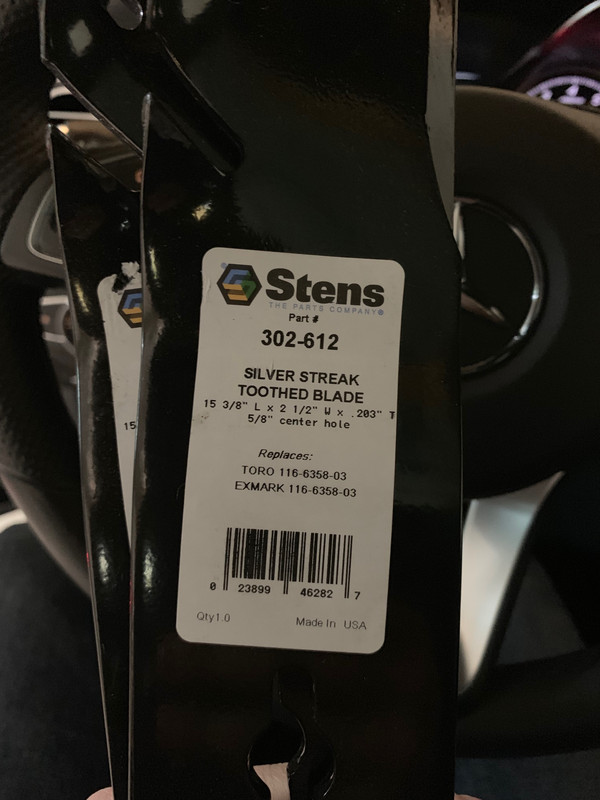 Stens
THE PARTS COMPANY®
Part #
302-612
SILVER STREAK
TOOTHED BLADE
15 3/8" L x 2 1/2" W x .203" T
5/8" center hole
Replaces:
TORO 116-6358-03
EXMARK 116-6358-03
0 23899 46282 7
Qty1.0 Made In USA
15